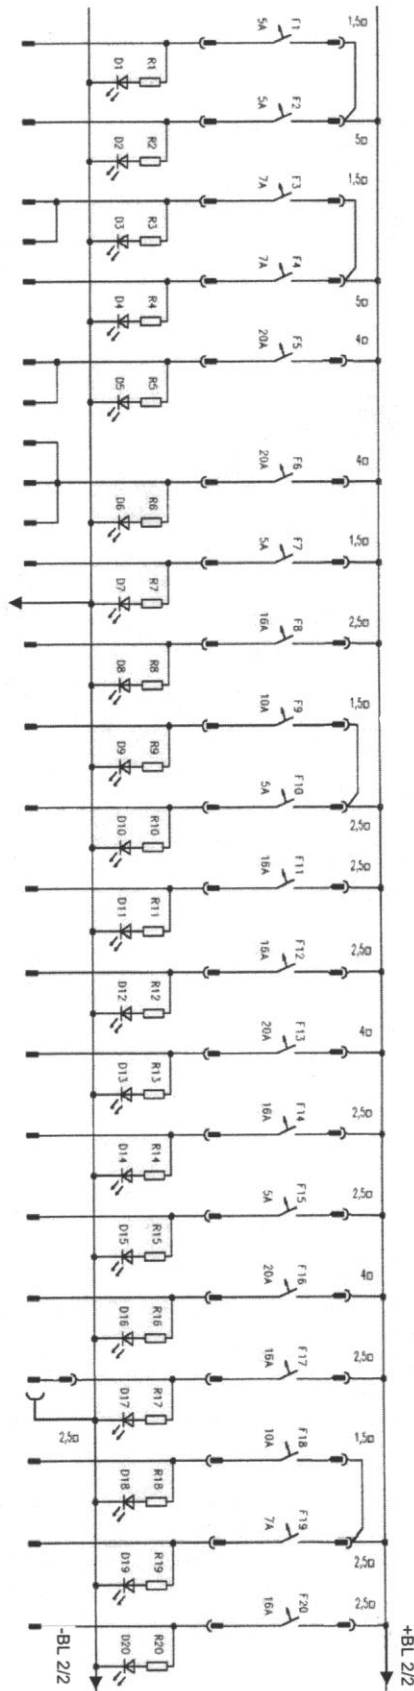 F1 1,5□
5A
D1 R1
F2 5□
5A
D2 R2
F3 1,5□
7A
D3 R3
F4 5□
7A
D4 R4
F5 4□
20A
D5 R5
F6 4□
20A
D6 R6
F7 1,5□
5A
D7 R7
F8 2,5□
16A
D8 R8
F9 1,5□
10A
D9 R9
F10 2,5□
5A
D10 R10
F11 2,5□
16A
D11 R11
F12 2,5□
16A
D12 R12
F13 4□
20A
D13 R13
F14 2,5□
16A
D14 R14
F15 2,5□
5A
D15 R15
F16 4□
20A
D16 R16
F17 2,5□
16A
D17 R17
2,5□
F18 1,5□
10A
D18 R18
F19 2,5□
7A
D19 R19
F20 2,5□
16A
D20 R20
-BL 2/2
+BL 2/2